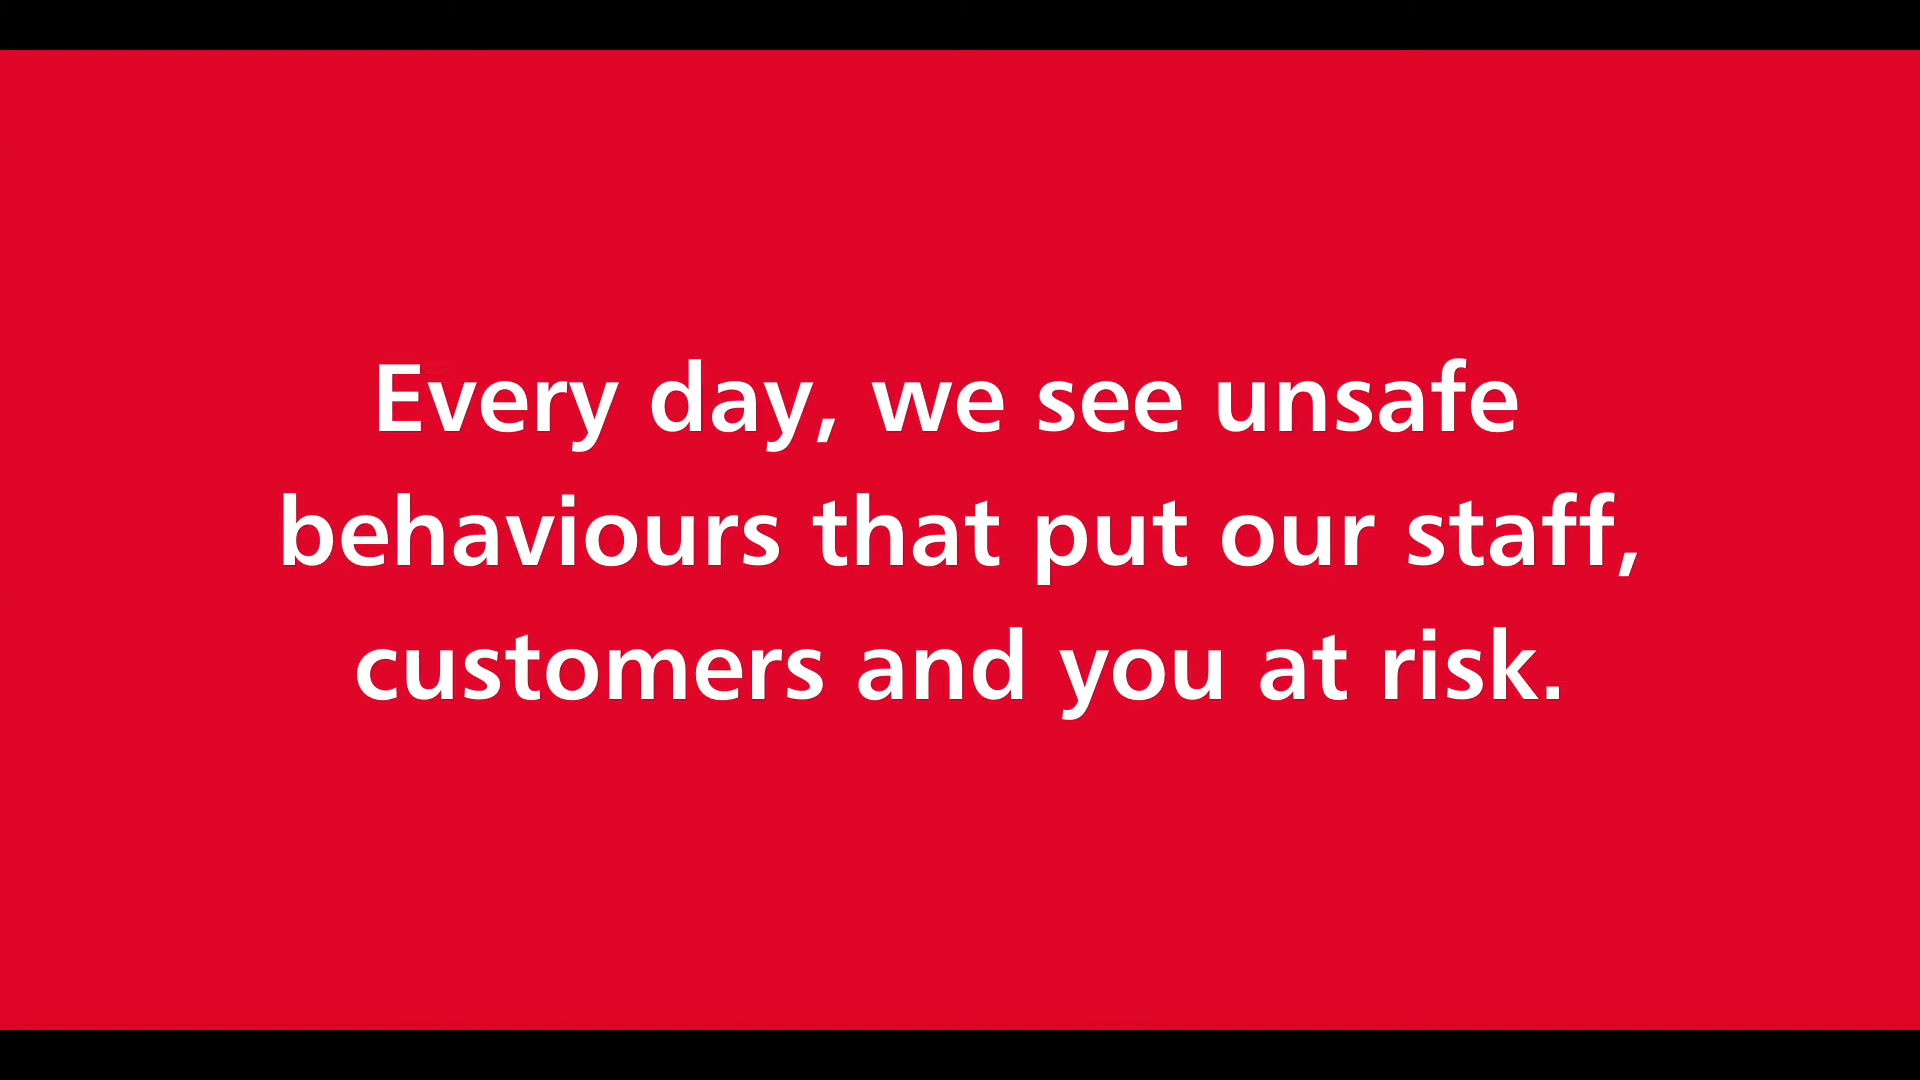 Every day, we see unsafe
behaviours that put our staff,
customers and you at risk.